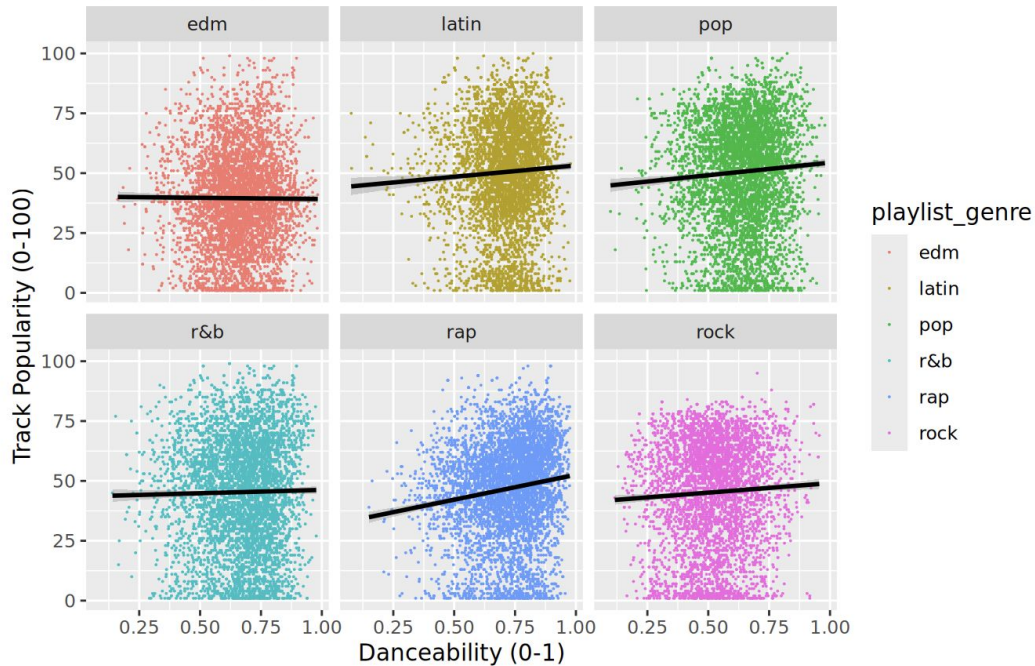 edm
latin
pop
100
75
50
25
0
r&b
rap
rock
100
75
50
25
0
0.25 0.50 0.75 1.00
0.25 0.50 0.75 1.00
0.25 0.50 0.75 1.00
Danceability (0-1)
Track Popularity (0-100)
playlist_genre
edm
latin
pop
r&b
rap
rock